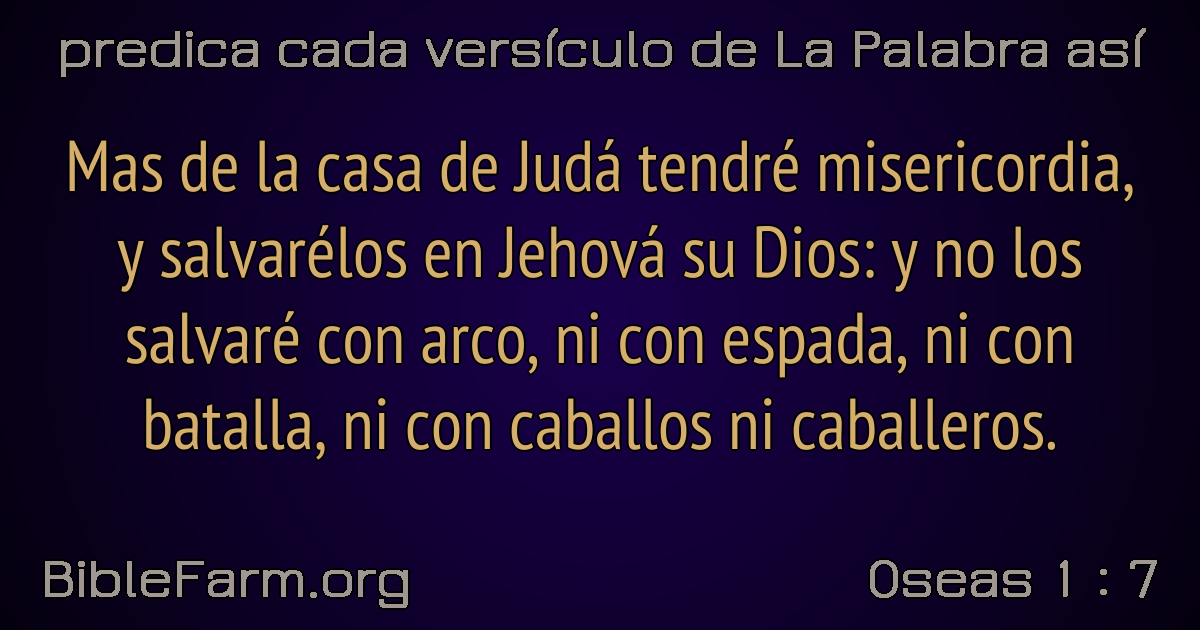 predica cada versículo de La Palabra así
Mas de la casa de Judá tendré misericordia,
y salvarélos en Jehová su Dios: y no los
salvaré con arco, ni con espada, ni con
batalla, ni con caballos ni caballeros.
BibleFarm.org
Oseas 1 : 7